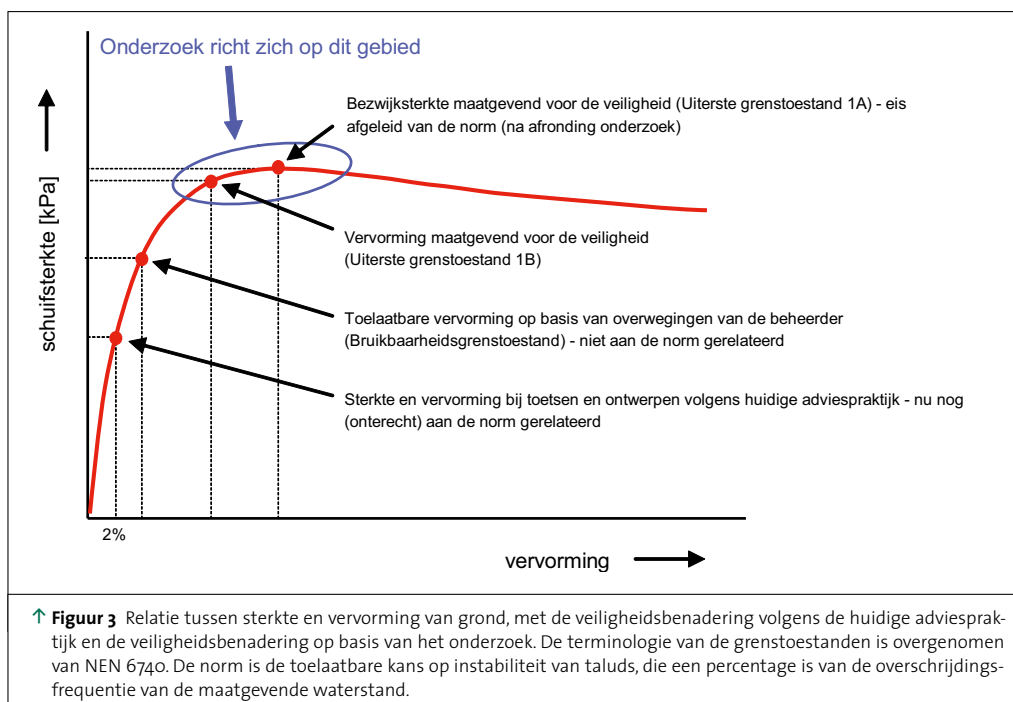 Onderzoek richt zich op dit gebied
Bezwijksterkte maatgevend voor de veiligheid (Uiterste grenstoestand 1A) - eis
afgeleid van de norm (na afronding onderzoek)
schuifsterkte [kPa]
Vervorming maatgevend voor de veiligheid
(Uiterste grenstoestand 1B)
Toelaatbare vervorming op basis van overwegingen van de beheerder
(Bruikbaarheidsgrenstoestand) - niet aan de norm gerelateerd
Sterkte en vervorming bij toetsen en ontwerpen volgens huidige adviespraktijk - nu nog
(onterecht) aan de norm gerelateerd
2%
vervorming
↑ Figuur 3 Relatie tussen sterkte en vervorming van grond, met de veiligheidsbenadering volgens de huidige adviesprak-
tijk en de veiligheidsbenadering op basis van het onderzoek. De terminologie van de grenstoestanden is overgenomen
van NEN 6740. De norm is de toelaatbare kans op instabiliteit van taluds, die een percentage is van de overschrijdings-
frequentie van de maatgevende waterstand.